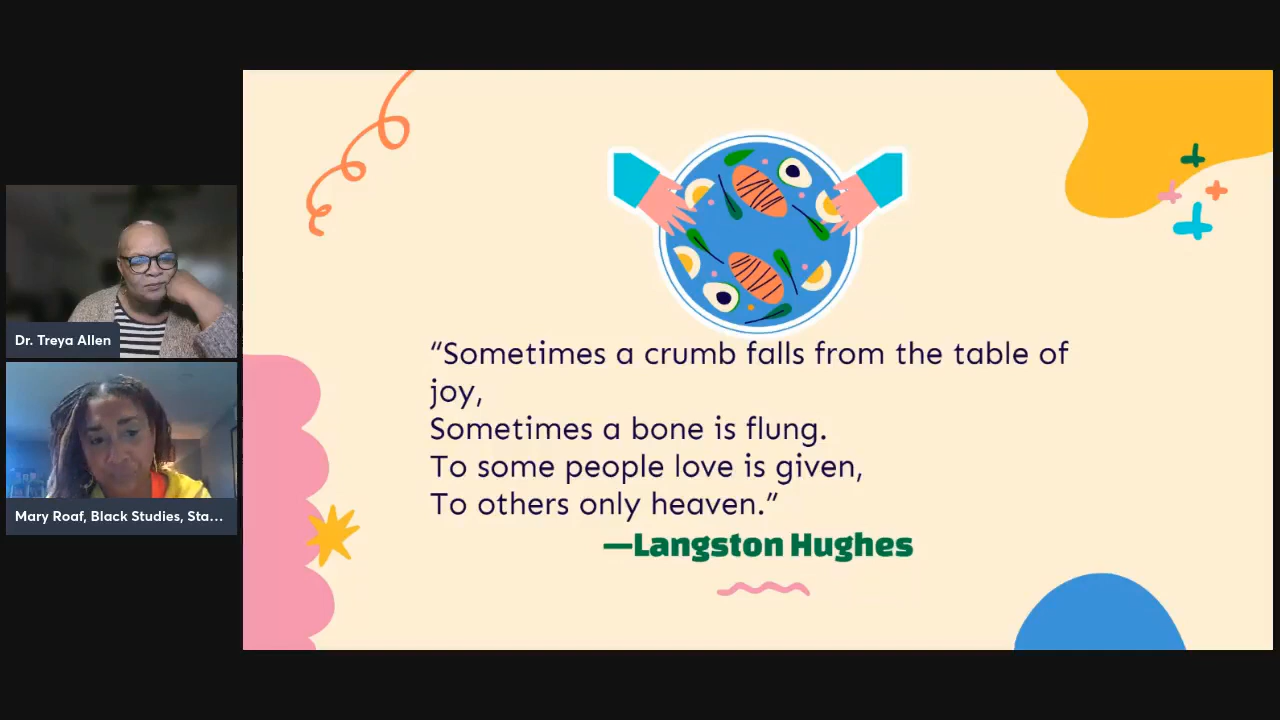 Dr. Treya Allen
Mary Roaf, Black Studies, Sta...
“Sometimes a crumb falls from the table of
joy,
Sometimes a bone is flung.
To some people love is given,
To others only heaven.”
—Langston Hughes